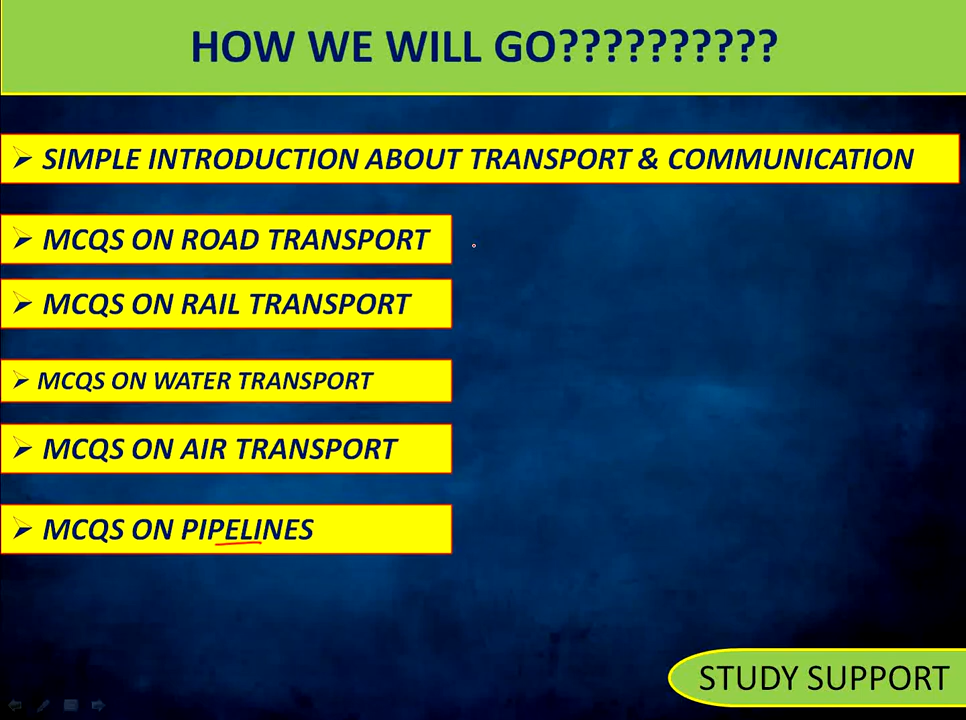 HOW WE WILL GO??????????
➢ SIMPLE INTRODUCTION ABOUT TRANSPORT & COMMUNICATION
➢ MCQS ON ROAD TRANSPORT
➢ MCQS ON RAIL TRANSPORT
➢ MCQS ON WATER TRANSPORT
➢ MCQS ON AIR TRANSPORT
➢ MCQS ON PIPELINES
STUDY SUPPORT